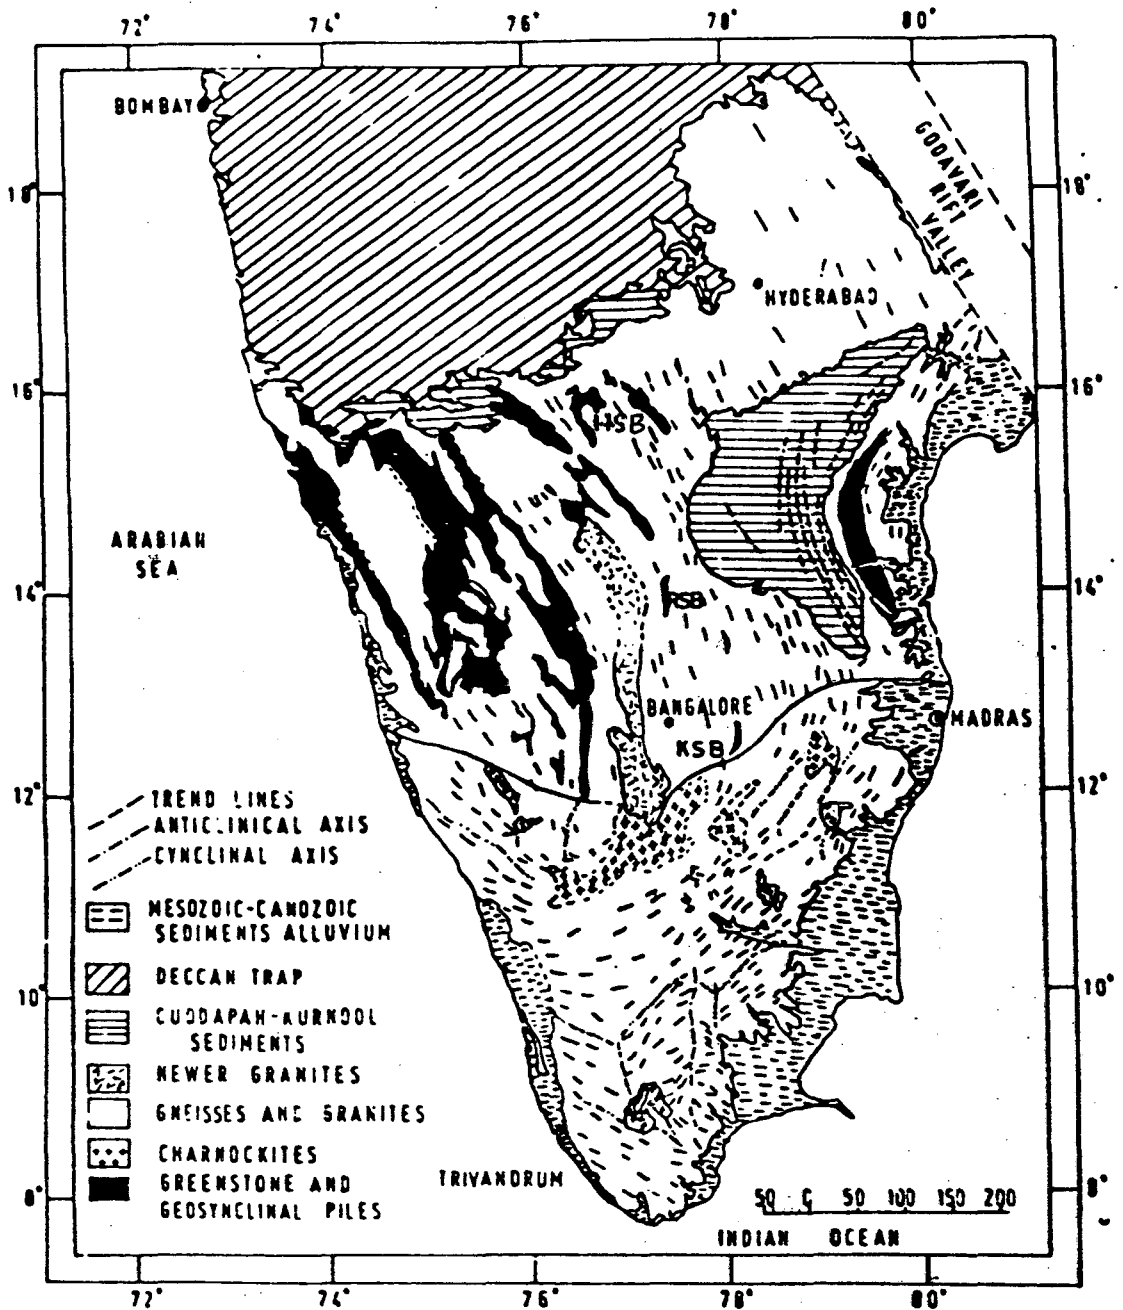 72° 74° 76° 78° 80°
BOMBAY
GODAVARI
RIFT
VALLEY
18° 18°
HYDERABAD
16° 16°
HSB
ARABIAN
SEA
14° 14°
RSB
BANGALORE
MADRAS
KSB
12° 12°
TREND LINES
ANTICLINICAL AXIS
CYNCLINAL AXIS
MESOZOIC-CANOZOIC
SEDIMENTS ALLUVIUM
DECCAN TRAP
10° 10°
CUDDAPAH-KURNOOL
SEDIMENTS
NEWER GRANITES
GNEISSES AND GRANITES
CHARNOCKITES
GREENSTONE AND
GEOSYNCLINAL PILES
TRIVANDRUM
8° 8°
50 0 50 100 150 200
INDIAN OCEAN
72° 74° 76° 78° 80°